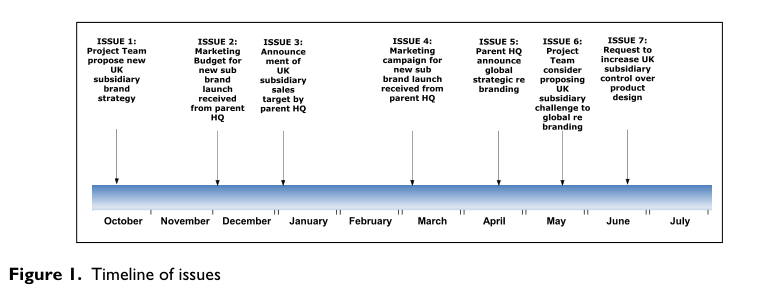 ISSUE 1:
Project Team
propose new
UK
subsidiary
brand
strategy
ISSUE 2:
Marketing
Budget for
new sub
brand
launch
received
from parent
HQ
ISSUE 3:
Announce
ment of
UK
subsidiary
sales
target by
parent HQ
ISSUE 4:
Marketing
campaign for
new sub
brand launch
received from
parent HQ
ISSUE 5:
Parent HQ
announce
global
strategic re
branding
ISSUE 6:
Project
Team
consider
proposing
UK
subsidiary
challenge to
global re
branding
ISSUE 7:
Request to
increase UK
subsidiary
control over
product
design
October November December January February March April May June July
Figure 1. Timeline of issues